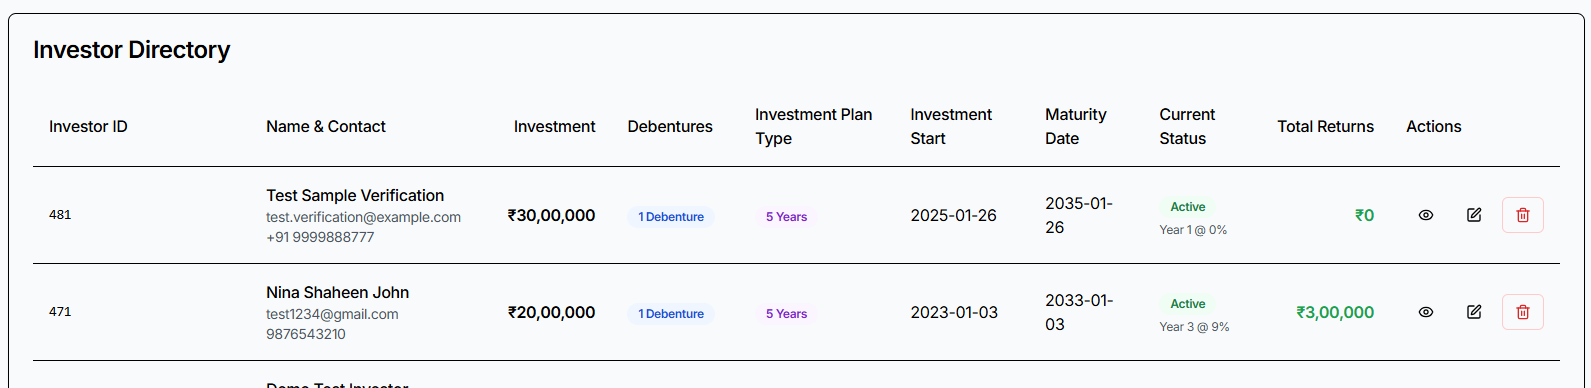 Investor Directory
Investor ID
Name & Contact
Investment
Debentures
Investment Plan
Type
Investment
Start
Maturity
Date
Current
Status
Total Returns
Actions
481
Test Sample Verification
test.verification@example.com
+91 9999888777
₹30,00,000
1 Debenture
5 Years
2025-01-26
2035-01-
26
Active
Year 1 @ 0%
₹0
471
Nina Shaheen John
test1234@gmail.com
9876543210
₹20,00,000
1 Debenture
5 Years
2023-01-03
2033-01-
03
Active
Year 3 @ 9%
₹3,00,000
Demo Test Investor